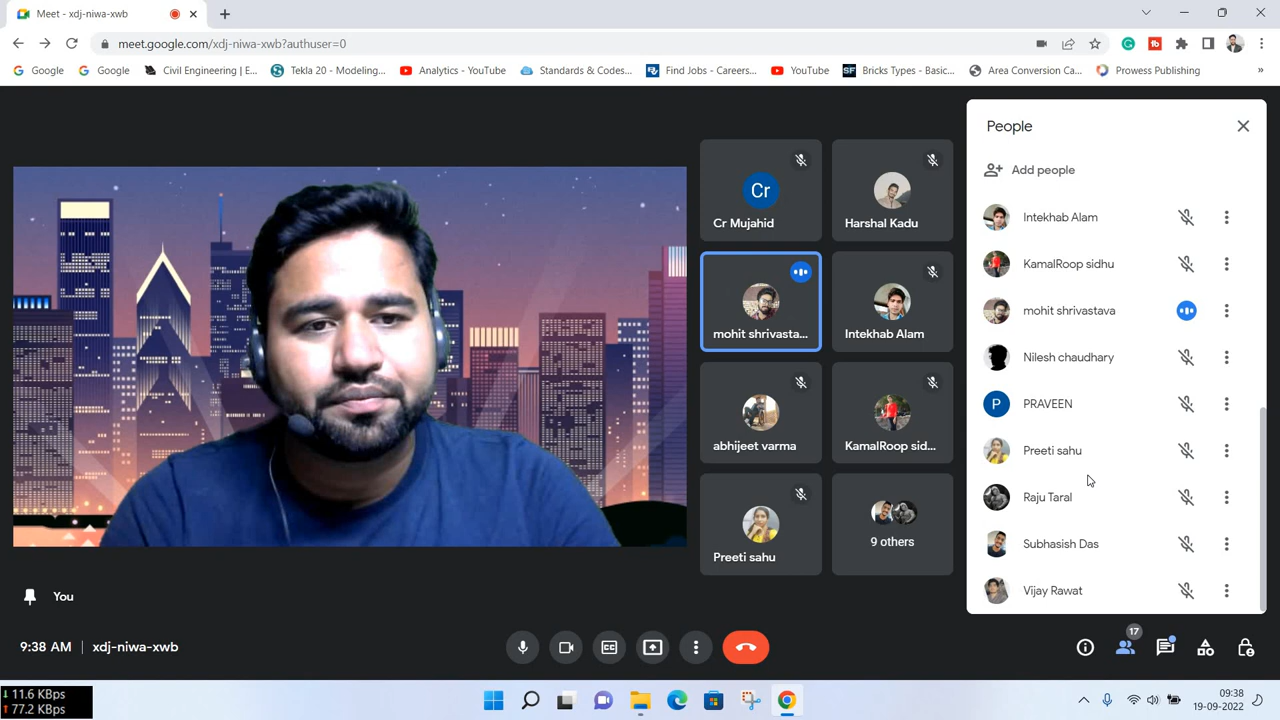 Meet - xdj-niwa-xwb
meet.google.com/xdj-niwa-xwb?authuser=0
Google
Google
Civil Engineering | E...
Tekla 20 - Modeling...
Analytics - YouTube
Standards & Codes...
Find Jobs - Careers...
YouTube
SF
Bricks Types - Basic...
Area Conversion Ca...
Prowess Publishing
»
Cr
Cr Mujahid
Harshal Kadu
mohit shrivasta...
Intekhab Alam
abhijeet varma
KamalRoop sid...
Preeti sahu
9 others
People
Add people
Intekhab Alam
KamalRoop sidhu
mohit shrivastava
Nilesh chaudhary
P
PRAVEEN
Preeti sahu
Raju Taral
Subhasish Das
Vijay Rawat
You
9:38 AM | xdj-niwa-xwb
CC
17
↓ 11.6 KBps
↑ 77.2 KBps
09:38
19-09-2022